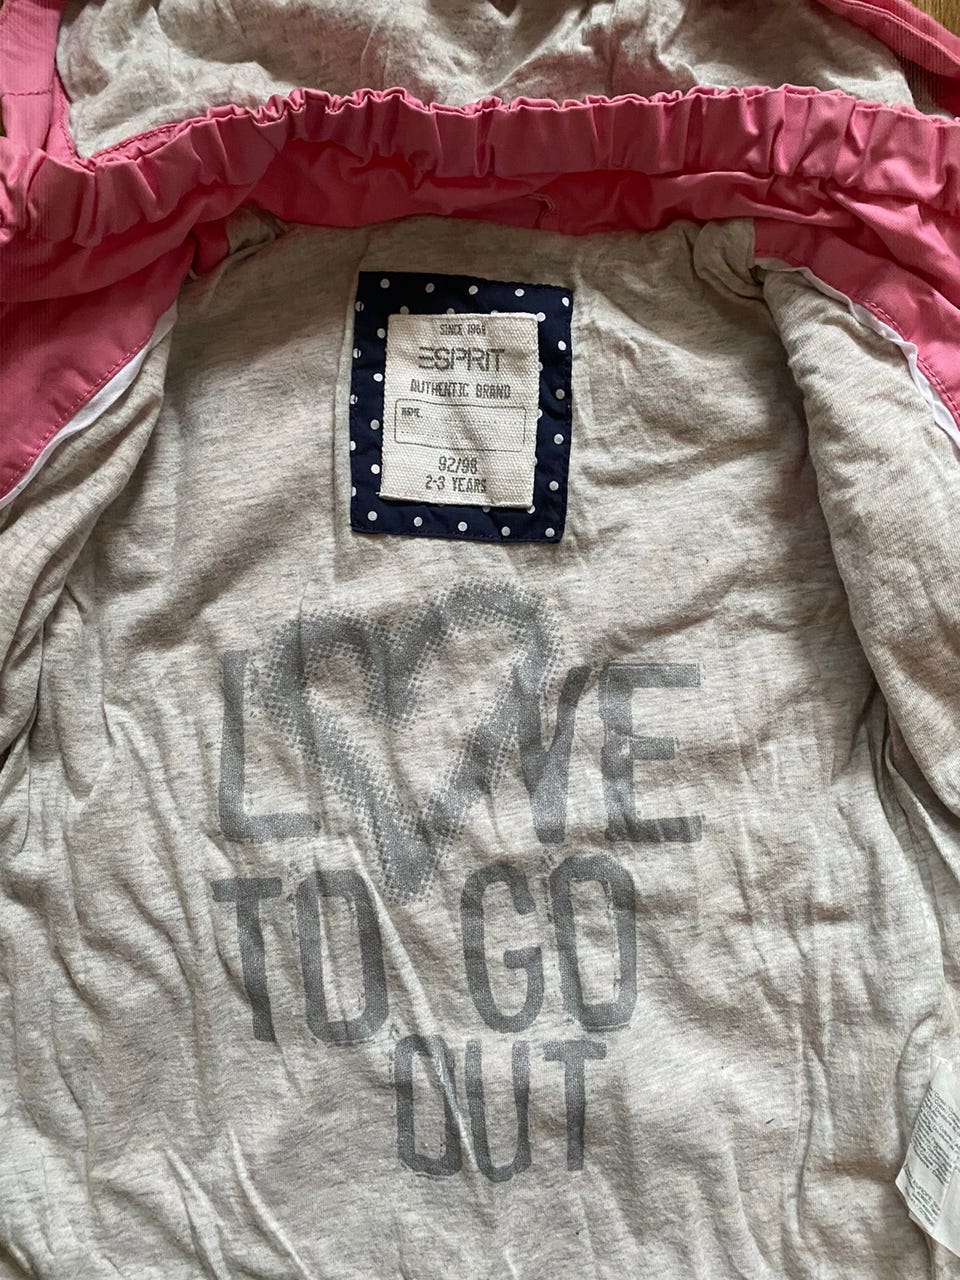 SINCE 1968
ESPRIT
AUTHENTIC BRAND
NAME
92/98
2-3 YEARS
LOVE
TO GO
OUT